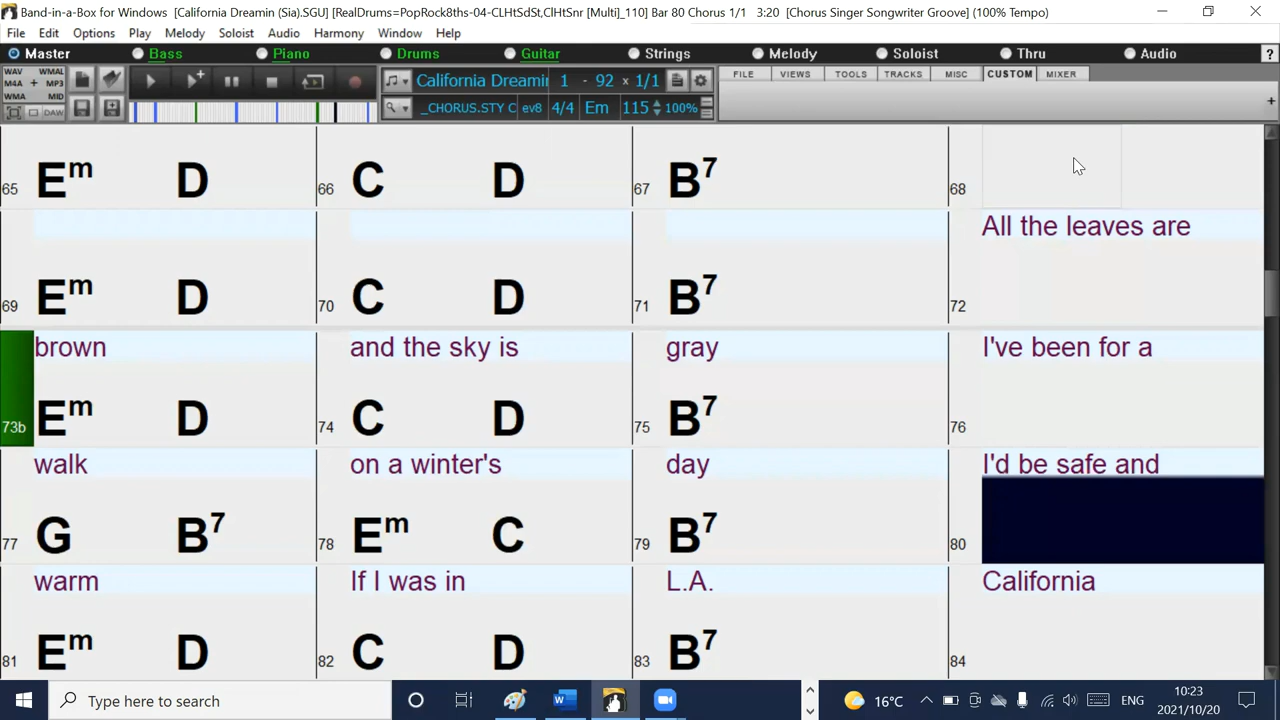 Band-in-a-Box for Windows [California Dreamin (Sia).SGU] [RealDrums=PopRock8ths-04-CLHtSdSt,ClHtSnr [Multi]_110] Bar 80 Chorus 1/1 3:20 [Chorus Singer Songwriter Groove] (100% Tempo)
File Edit Options Play Melody Soloist Audio Harmony Window Help
Master Bass Piano Drums Guitar Strings Melody Soloist Thru Audio ?
WAV WMAL
M4A + MP3
WMA MID
DAW
California Dreamin 1 - 92 x 1/1
_CHORUS.STY C ev8 4/4 Em 115 100%
FILE VIEWS TOOLS TRACKS MISC CUSTOM MIXER
+
65 Em D 66 C D 67 B7 68
All the leaves are
69 Em D 70 C D 71 B7 72
brown and the sky is gray I've been for a
73b Em D 74 C D 75 B7 76
walk on a winter's day I'd be safe and
77 G B7 78 Em C 79 B7 80
warm If I was in L.A. California
81 Em D 82 C D 83 B7 84
Type here to search
16°C ENG
10:23
2021/10/20